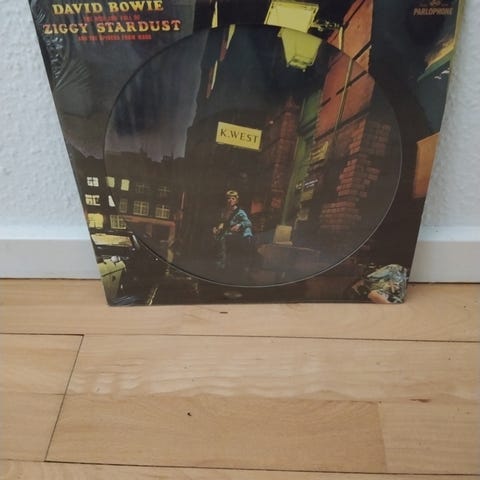 DAVID BOWIE
THE RISE AND FALL OF
ZIGGY STARDUST
AND THE SPIDERS FROM MARS
PARLOPHONE
K.WEST